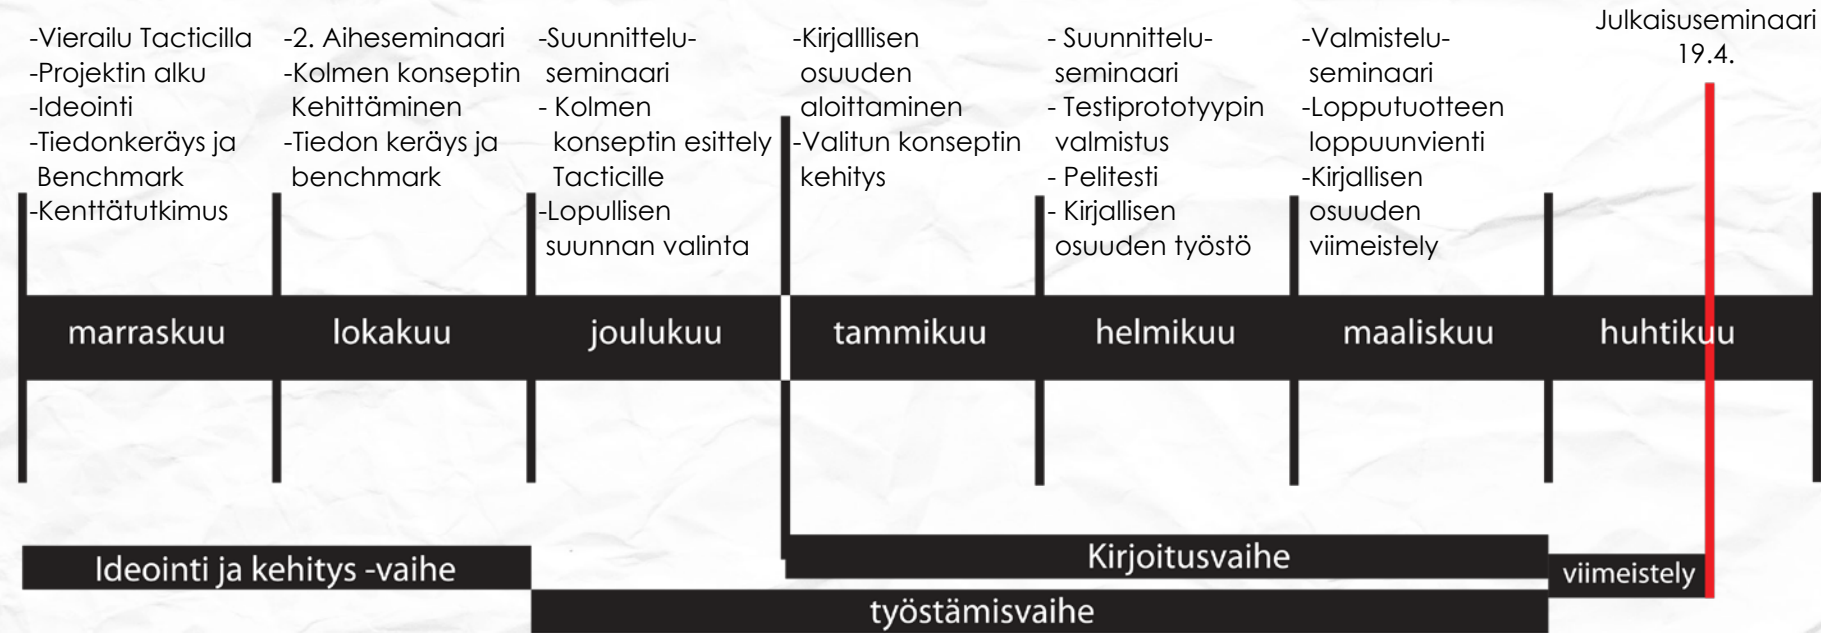 -Vierailu Tacticilla
-Projektin alku
-Ideointi
-Tiedonkeräys ja
Benchmark
-Kenttätutkimus
-2. Aiheseminaari
-Kolmen konseptin
Kehittäminen
-Tiedon keräys ja
benchmark
-Suunnittelu-
seminaari
- Kolmen
konseptin esittely
Tacticille
-Lopullisen
suunnan valinta
-Kirjalllisen
osuuden
aloittaminen
-Valitun konseptin
kehitys
- Suunnittelu-
seminaari
- Testiprototyypin
valmistus
- Pelitesti
- Kirjallisen
osuuden työstö
-Valmistelu-
seminaari
-Lopputuotteen
loppuunvienti
-Kirjallisen
osuuden
viimeistely
Julkaisuseminaari
19.4.
marraskuu
lokakuu
joulukuu
tammikuu
helmikuu
maaliskuu
huhtikuu
Ideointi ja kehitys -vaihe
Kirjoitusvaihe
viimeistely
työstämisvaihe